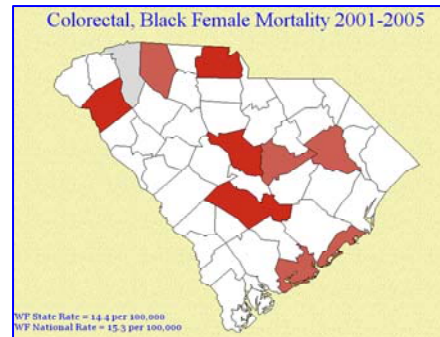 Colorectal, Black Female Mortality 2001-2005
WF State Rate = 14.4 per 100,000
WF National Rate = 15.3 per 100,000